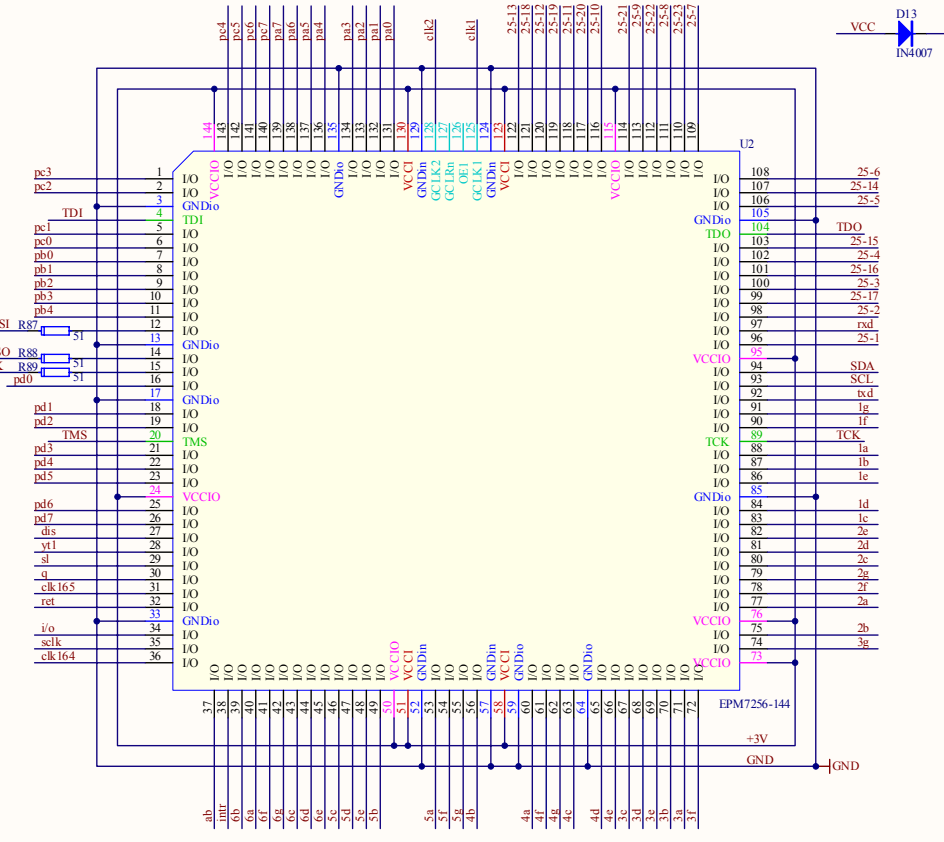 pc4 pc5 pc6 pc7 pa7 pa6 pa5 pa4 pa3 pa2 pa1 pa0 clk2 clk1 25-13 25-18 25-12 25-19 25-11 25-20 25-10 25-21 25-9 25-22 25-8 25-23 25-7
D13
VCC
IN4007
144 143 142 141 140 139 138 137 136 135 134 133 132 131 130 129 128 127 126 125 124 123 122 121 120 119 118 117 116 115 114 113 112 111 110 109
U2
VCCIO I/O I/O I/O I/O I/O I/O I/O I/O GNDio I/O I/O I/O I/O VCCI GNDin GCLK2 GCLRn OE1 GCLK1 GNDin VCCI I/O I/O I/O I/O I/O I/O I/O VCCIO I/O I/O I/O I/O I/O I/O
pc3 1 I/O I/O 108 25-6
pc2 2 I/O I/O 107 25-14
3 GNDio I/O 106 25-5
TDI 4 TDI GNDio 105
pc1 5 I/O TDO 104 TDO
pc0 6 I/O I/O 103 25-15
pb0 7 I/O I/O 102 25-4
pb1 8 I/O I/O 101 25-16
pb2 9 I/O I/O 100 25-3
pb3 10 I/O I/O 99 25-17
pb4 11 I/O I/O 98 25-2
SI R87 51 12 I/O I/O 97 rxd
13 GNDio I/O 96 25-1
R88 51 14 I/O VCCIO 95
R89 51 15 I/O I/O 94 SDA
pd0 16 I/O I/O 93 SCL
17 GNDio I/O 92 txd
pd1 18 I/O I/O 91 1g
pd2 19 I/O I/O 90 1f
TMS 20 TMS TCK 89 TCK
pd3 21 I/O I/O 88 1a
pd4 22 I/O I/O 87 1b
pd5 23 I/O I/O 86 1e
24 VCCIO GNDio 85
pd6 25 I/O I/O 84 1d
pd7 26 I/O I/O 83 1c
dis 27 I/O I/O 82 2e
yt1 28 I/O I/O 81 2d
sl 29 I/O I/O 80 2c
q 30 I/O I/O 79 2g
clk165 31 I/O I/O 78 2f
ret 32 I/O I/O 77 2a
33 GNDio VCCIO 76
i/o 34 I/O I/O 75 2b
sclk 35 I/O I/O 74 3g
clk164 36 I/O VCCIO 73
I/O I/O I/O I/O I/O I/O I/O I/O I/O I/O I/O I/O I/O VCCIO VCCI GNDin I/O I/O I/O I/O GNDin VCCI GNDio I/O I/O I/O I/O GNDio I/O I/O I/O I/O I/O I/O I/O I/O
37 38 39 40 41 42 43 44 45 46 47 48 49 50 51 52 53 54 55 56 57 58 59 60 61 62 63 64 65 66 67 68 69 70 71 72
EPM7256-144
+3V
GND
GND
ab intr 6b 6a 6f 6g 6c 6d 6e 5c 5d 5e 5b 5a 5f 5g 4b 4a 4f 4g 4c 4d 4e 3c 3d 3e 3b 3a 3f